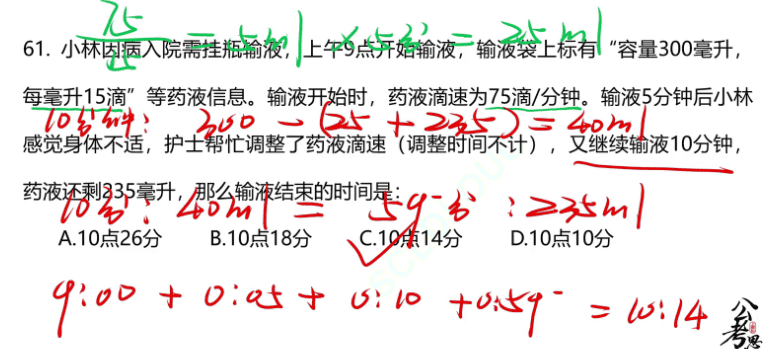 75/15 = 5ml × 5分 = 25ml
61. 小林因病入院需挂瓶输液，上午9点开始输液，输液袋上标有“容量300毫升，
每毫升15滴”等药液信息。输液开始时，药液滴速为75滴/分钟。输液5分钟后小林
10分钟： 300 - (25 + 235) = 40ml
感觉身体不适，护士帮忙调整了药液滴速（调整时间不计），又继续输液10分钟，
药液还剩235毫升，那么输液结束的时间是：
10分：40ml = 59⁻分：235ml
A.10点26分 B.10点18分 C.10点14分 D.10点10分
9:00 + 0:05 + 0:10 + 0:59⁻ = 10:14
公考思